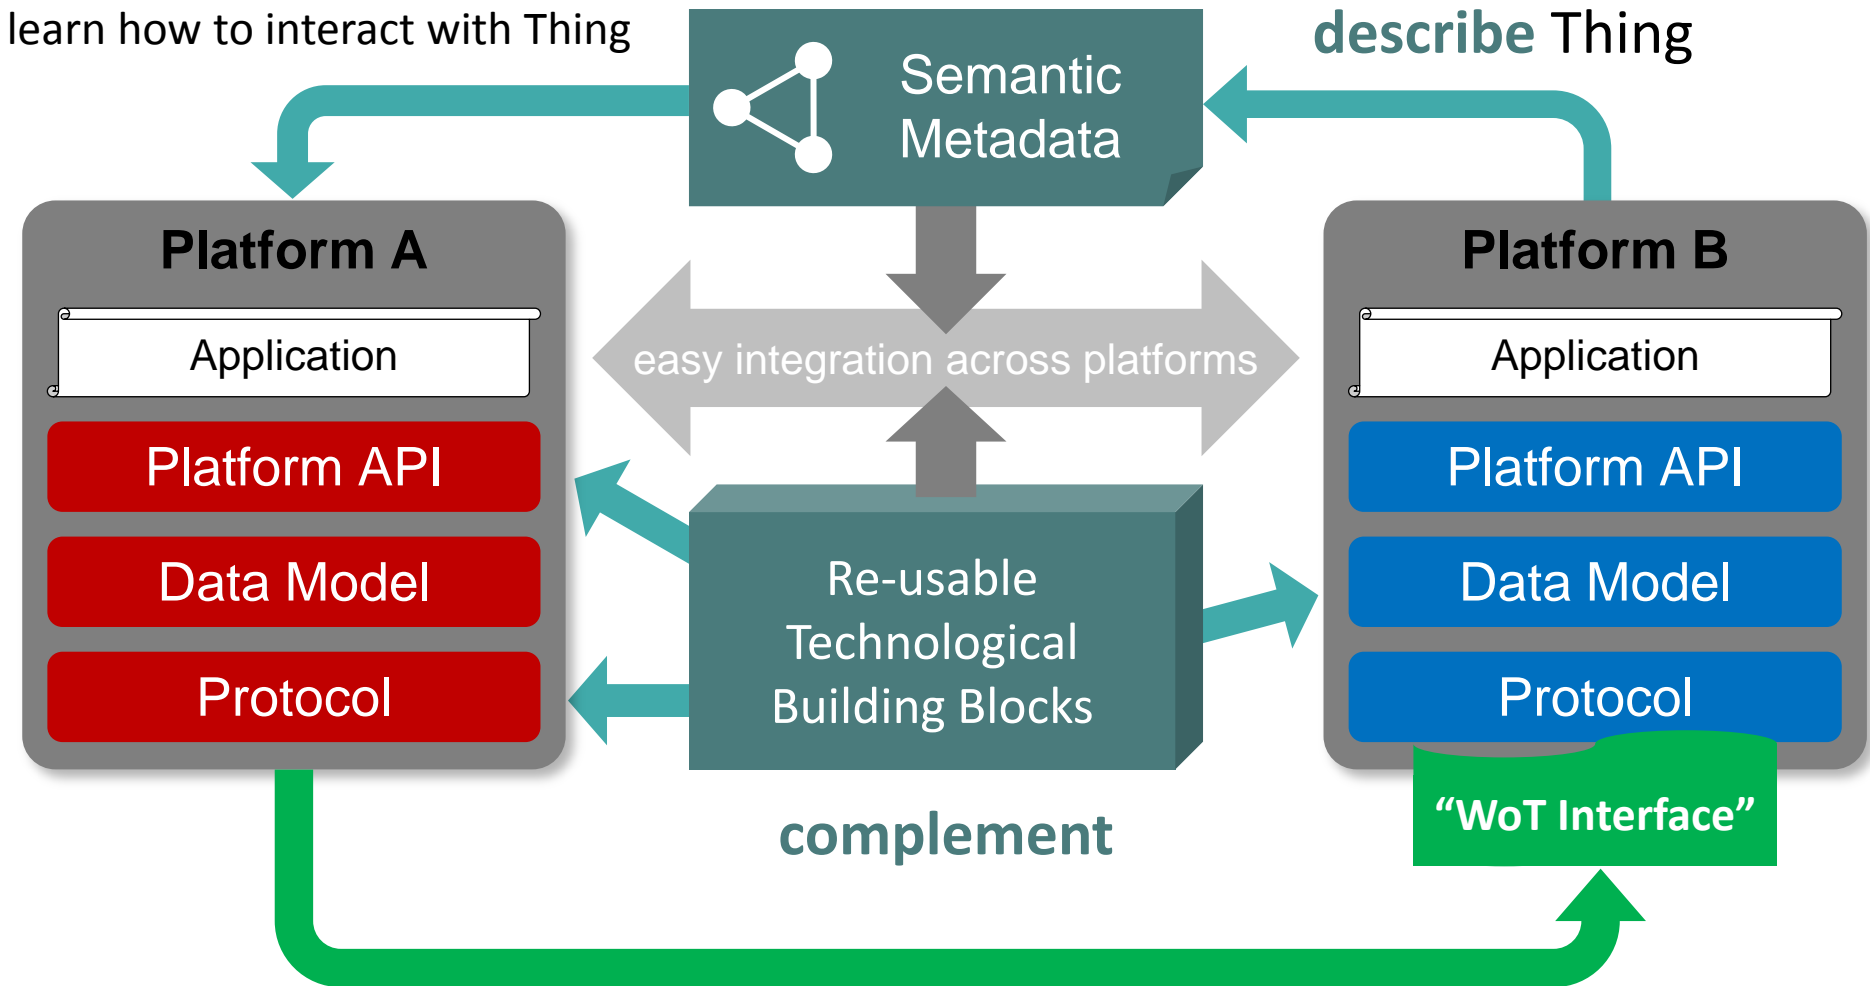 learn how to interact with Thing
Semantic
Metadata
describe Thing
Platform A
Application
Platform API
Data Model
Protocol
easy integration across platforms
Re-usable
Technological
Building Blocks
complement
Platform B
Application
Platform API
Data Model
Protocol
“WoT Interface”